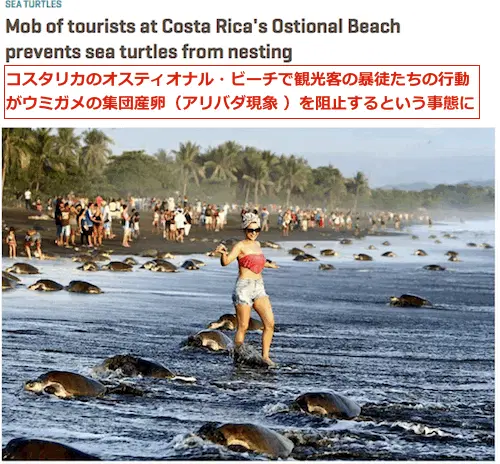 SEA TURTLES
Mob of tourists at Costa Rica's Ostional Beach
prevents sea turtles from nesting
コスタリカのオスティオナル・ビーチで観光客の暴徒たちの行動
がウミガメの集団産卵（アリバダ現象 ）を阻止するという事態に